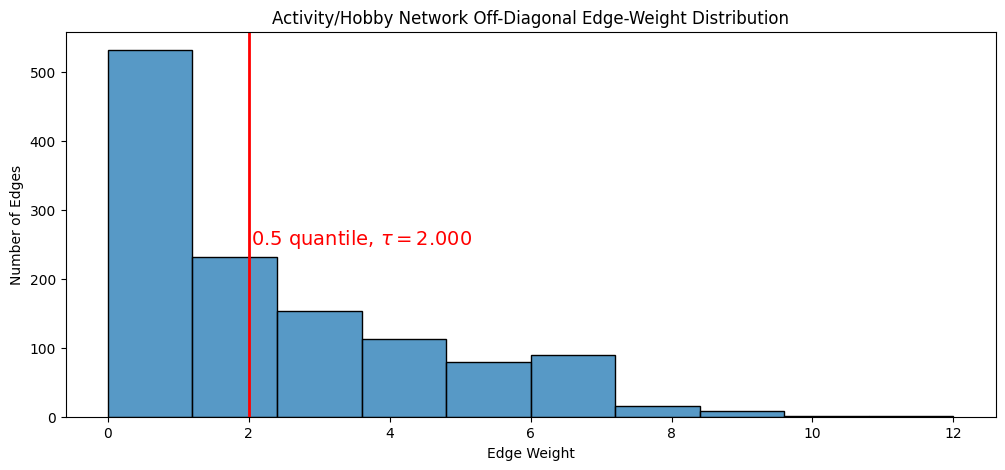 Activity/Hobby Network Off-Diagonal Edge-Weight Distribution
Number of Edges
500
400
300
200
100
0
0.5 quantile, τ = 2.000
0 2 4 6 8 10 12
Edge Weight